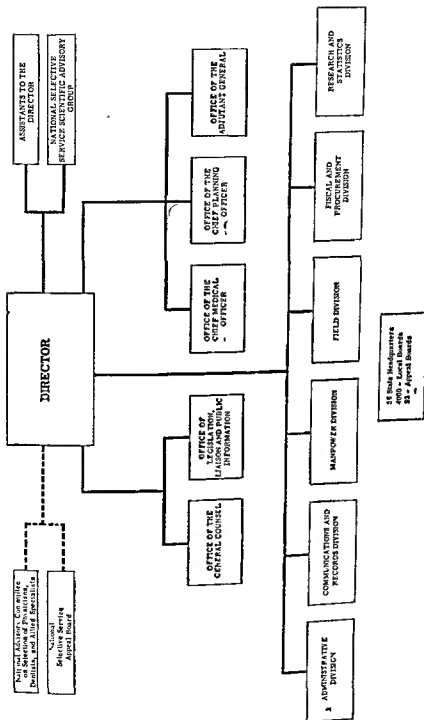 National Advisory Committee
on Selection of Physicians,
Dentists, and Allied Specialists
National
Selective Service
Appeal Board
DIRECTOR
ASSISTANTS TO THE
DIRECTOR
NATIONAL SELECTIVE
SERVICE SCIENTIFIC ADVISORY
GROUP
OFFICE OF THE
GENERAL COUNSEL
OFFICE OF
LEGISLATION,
LIAISON AND PUBLIC
INFORMATION
OFFICE OF THE
CHIEF MEDICAL
OFFICER
OFFICE OF THE
CHIEF PLANNING
OFFICER
OFFICE OF THE
ADJUTANT GENERAL
ADMINISTRATIVE
DIVISION
COMMUNICATIONS AND
RECORDS DIVISION
MANPOWER DIVISION
FIELD DIVISION
FISCAL AND
PROCUREMENT
DIVISION
RESEARCH AND
STATISTICS
DIVISION
56 State Headquarters
- Local Boards
- Appeal Boards